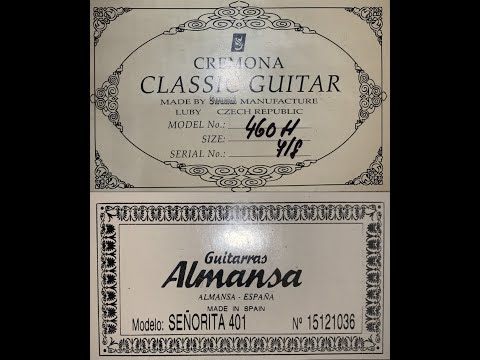 CREMONA
CLASSIC GUITAR
MADE BY MANUFACTURE
LUBY CZECH REPUBLIC
MODEL No.: 460 H
SIZE: 4/4
SERIAL No.:
Guitarras
Almansa
ALMANSA - ESPAÑA
MADE IN SPAIN
Modelo: SEÑORITA 401 Nº 15121036